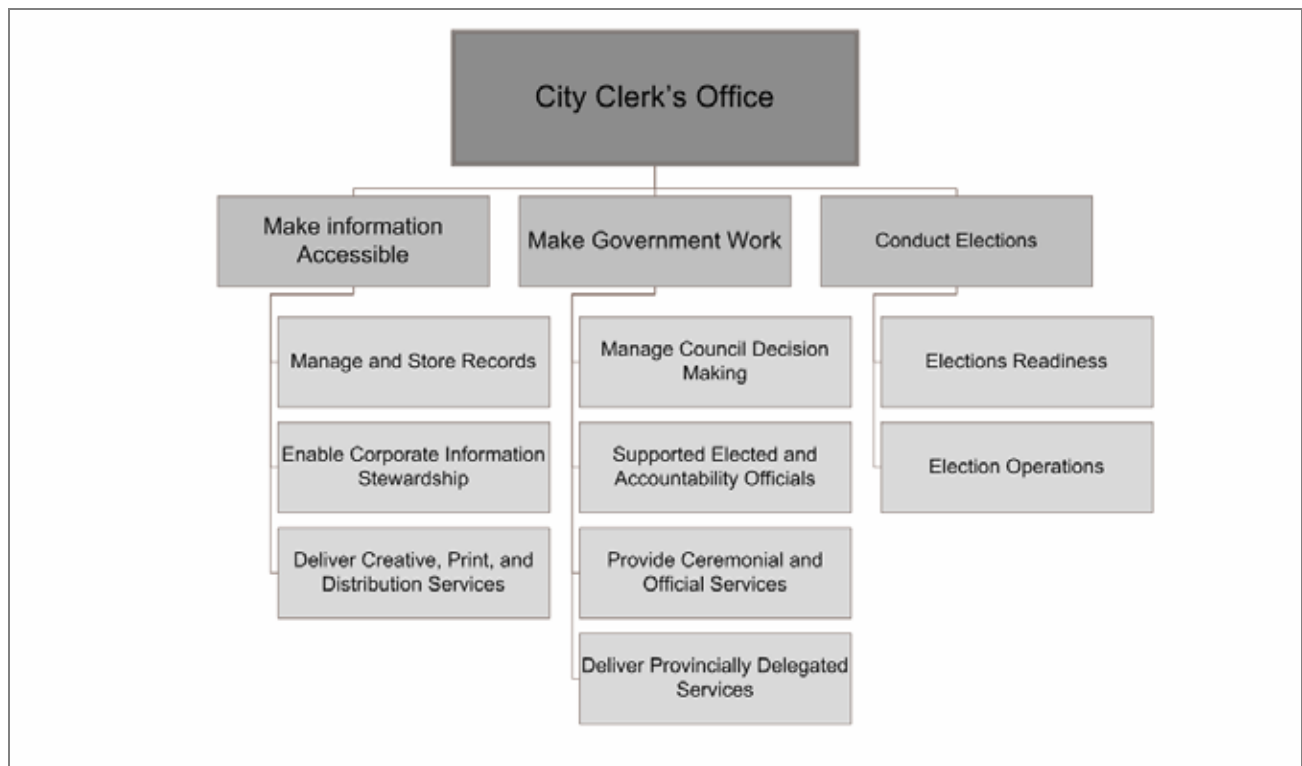 City Clerk's Office
Make information
Accessible
Manage and Store Records
Enable Corporate Information
Stewardship
Deliver Creative, Print, and
Distribution Services
Make Government Work
Manage Council Decision
Making
Supported Elected and
Accountability Officials
Provide Ceremonial and
Official Services
Deliver Provincially Delegated
Services
Conduct Elections
Elections Readiness
Election Operations